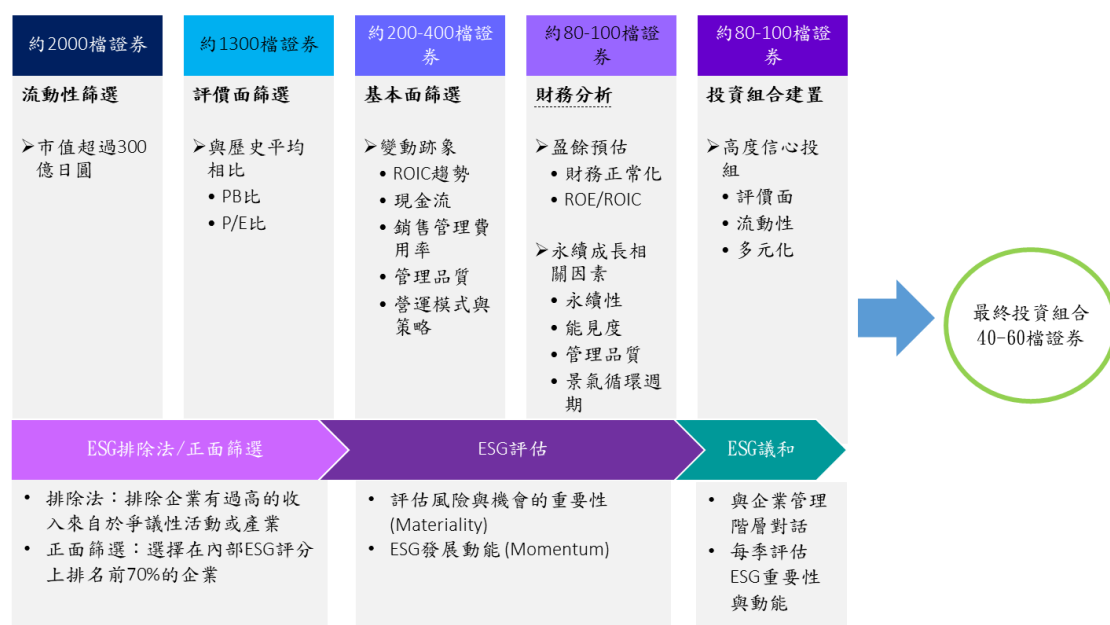 約2000檔證券
流動性篩選
➢市值超過300
億日圓
約1300檔證券
評價面篩選
➢與歷史平均
相比
• PB比
• P/E比
約200-400檔證
券
基本面篩選
➢變動跡象
• ROIC趨勢
• 現金流
• 銷售管理費
用率
• 管理品質
• 營運模式與
策略
約80-100檔證
券
財務分析
➢盈餘預估
• 財務正常化
• ROE/ROIC
➢永續成長相
關因素
• 永續性
• 能見度
• 管理品質
• 景氣循環週
期
約80-100檔證
券
投資組合建置
➢高度信心投
組
• 評價面
• 流動性
• 多元化
最終投資組合
40-60檔證券
ESG排除法/正面篩選
• 排除法：排除企業有過高的收
入來自於爭議性活動或產業
• 正面篩選：選擇在內部ESG評分
上排名前70%的企業
ESG評估
• 評估風險與機會的重要性
(Materiality)
• ESG發展動能 (Momentum)
ESG議和
• 與企業管理
階層對話
• 每季評估
ESG重要性
與動能